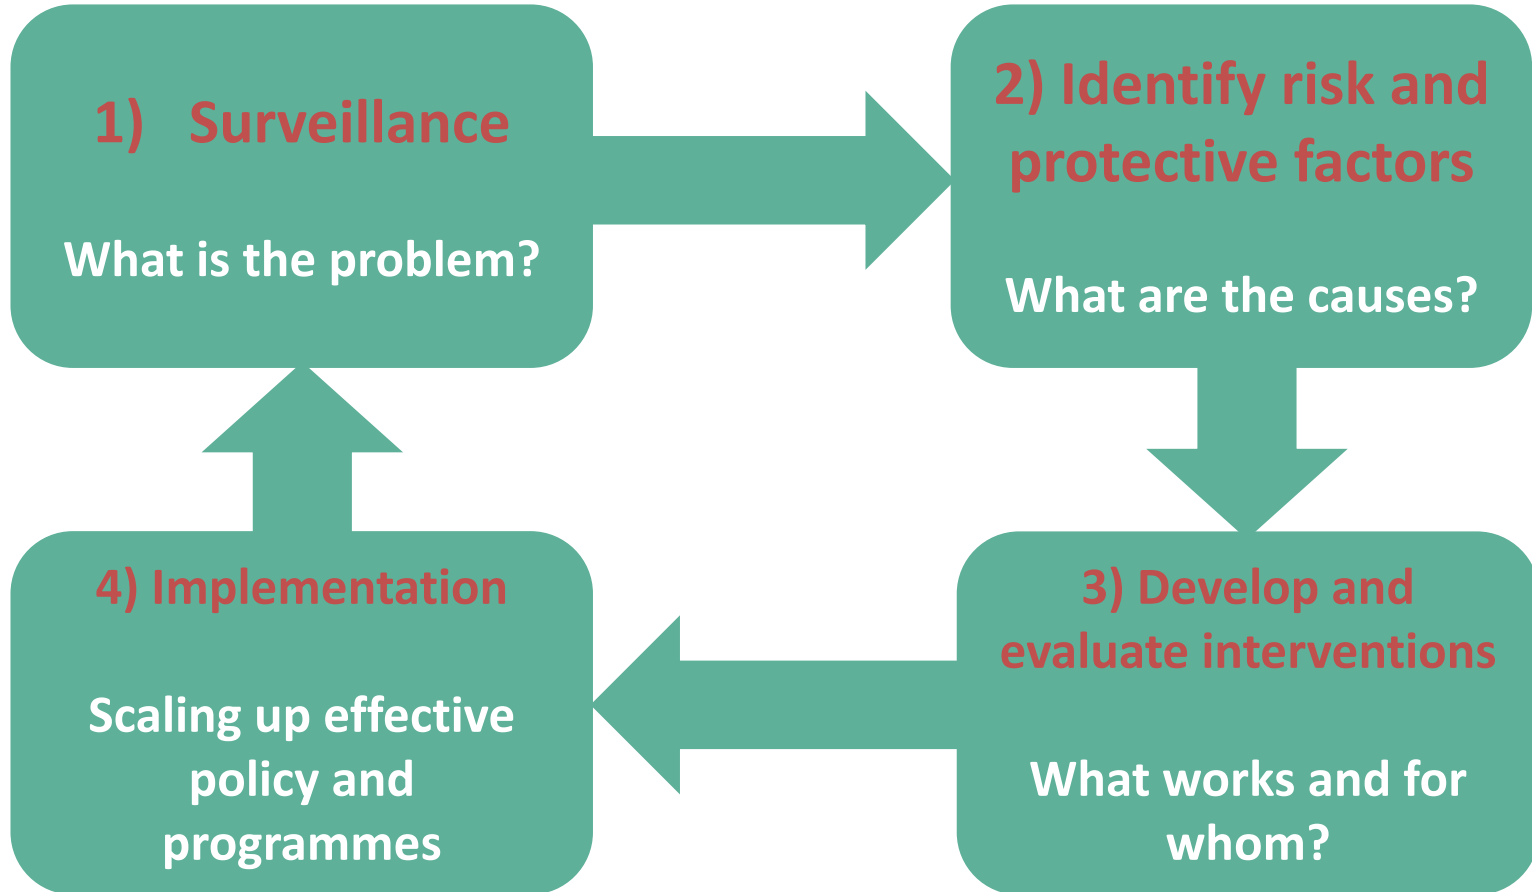 1) Surveillance
What is the problem?
2) Identify risk and
protective factors
What are the causes?
3) Develop and
evaluate interventions
What works and for
whom?
4) Implementation
Scaling up effective
policy and
programmes